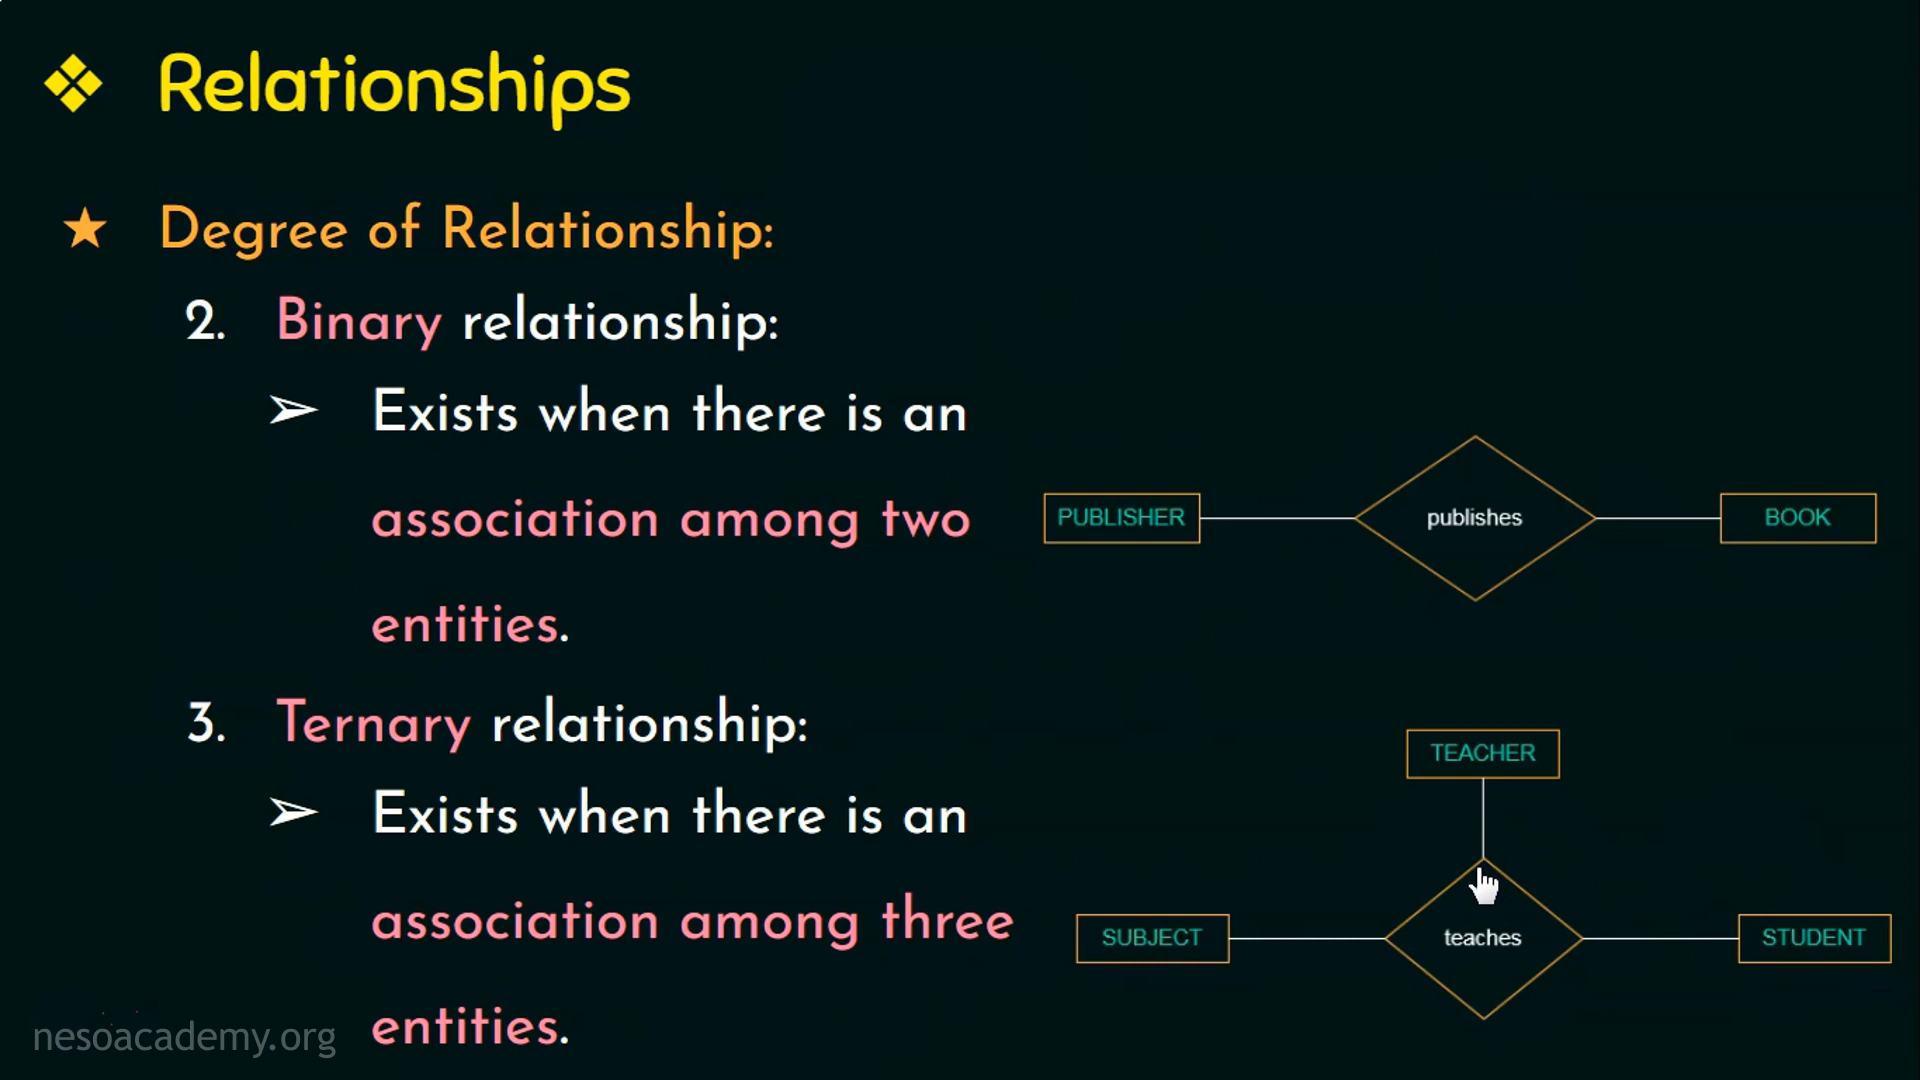 Relationships
Degree of Relationship:
2. Binary relationship:
Exists when there is an
association among two
entities.
PUBLISHER publishes BOOK
3. Ternary relationship:
Exists when there is an
association among three
entities.
TEACHER
SUBJECT teaches STUDENT
nesoacademy.org